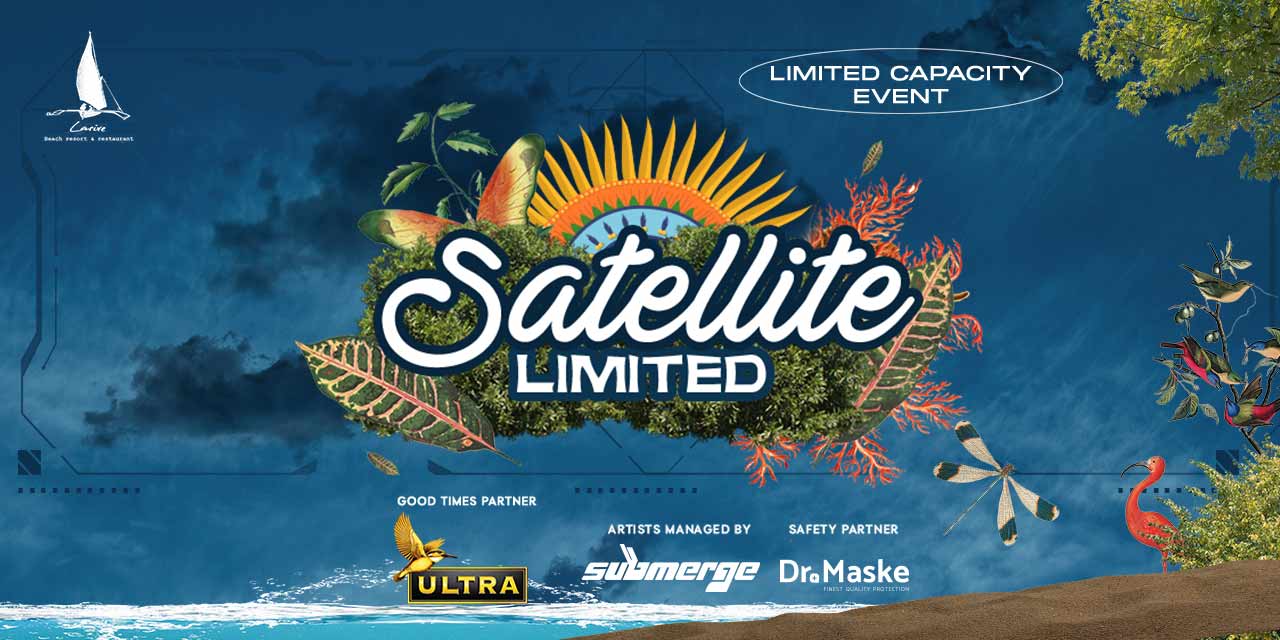 Larive
Beach resort & restaurant
LIMITED CAPACITY
EVENT
Satellite
LIMITED
GOOD TIMES PARTNER
ULTRA
ARTISTS MANAGED BY
submerge
SAFETY PARTNER
Dr.Maske
FINEST QUALITY PROTECTION